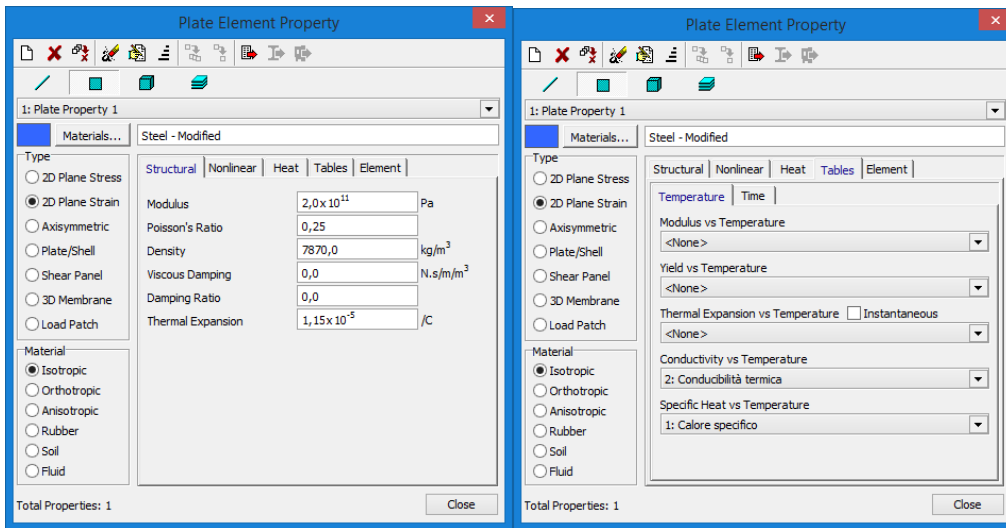 Plate Element Property
1: Plate Property 1
Materials...
Steel - Modified
Type
2D Plane Stress
2D Plane Strain
Axisymmetric
Plate/Shell
Shear Panel
3D Membrane
Load Patch
Material
Isotropic
Orthotropic
Anisotropic
Rubber
Soil
Fluid
Structural Nonlinear Heat Tables Element
Modulus 2,0x10¹¹ Pa
Poisson's Ratio 0,25
Density 7870,0 kg/m³
Viscous Damping 0,0 N.s/m/m³
Damping Ratio 0,0
Thermal Expansion 1,15x10⁻⁵ /C
Total Properties: 1
Close
Plate Element Property
1: Plate Property 1
Materials...
Steel - Modified
Type
2D Plane Stress
2D Plane Strain
Axisymmetric
Plate/Shell
Shear Panel
3D Membrane
Load Patch
Material
Isotropic
Orthotropic
Anisotropic
Rubber
Soil
Fluid
Structural Nonlinear Heat Tables Element
Temperature Time
Modulus vs Temperature
<None>
Yield vs Temperature
<None>
Thermal Expansion vs Temperature Instantaneous
<None>
Conductivity vs Temperature
2: Conducibilità termica
Specific Heat vs Temperature
1: Calore specifico
Total Properties: 1
Close